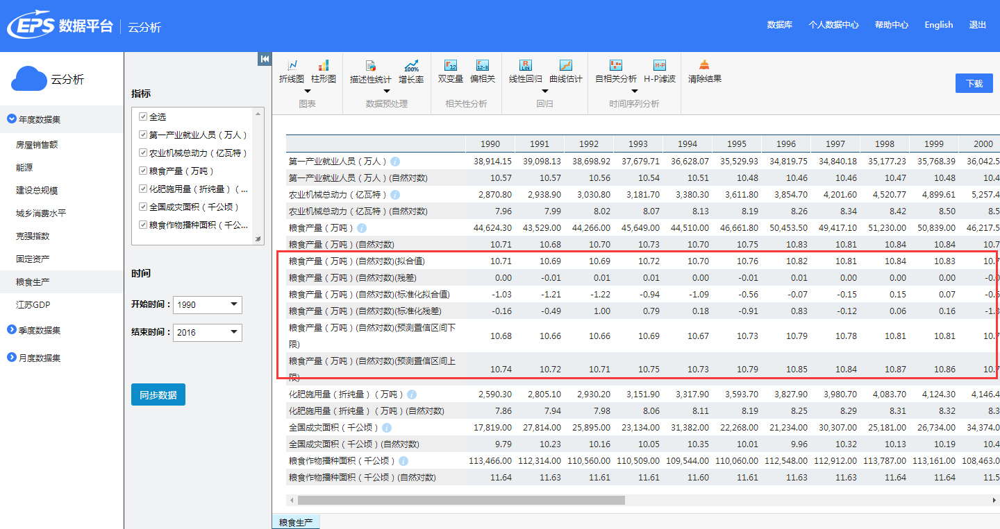 EPS 数据平台 云分析 数据库 个人数据中心 帮助中心 English 退出
云分析
年度数据集
房屋销售额
能源
建设总规模
城乡消费水平
克强指数
固定资产
粮食生产
江苏GDP
季度数据集
月度数据集
指标
全选
第一产业就业人员（万人）
农业机械总动力（亿瓦特）
粮食产量（万吨）
化肥施用量（折纯量）（...
全国成灾面积（千公顷）
粮食作物播种面积（千公...
时间
开始时间： 1990
结束时间： 2016
同步数据
折线图 柱形图 描述性统计 增长率 双变量 偏相关 线性回归 曲线估计 自相关分析 H-P滤波 清除结果
图表 数据预处理 相关性分析 回归 时间序列分析
下载
1990 1991 1992 1993 1994 1995 1996 1997 1998 1999 2000
第一产业就业人员（万人） 38,914.15 39,098.13 38,698.92 37,679.71 36,628.07 35,529.93 34,819.75 34,840.18 35,177.23 35,768.39 36,042.5
第一产业就业人员（万人）(自然对数) 10.57 10.57 10.56 10.54 10.51 10.48 10.46 10.46 10.47 10.48 10.4
农业机械总动力（亿瓦特） 2,870.80 2,938.90 3,030.80 3,181.70 3,380.30 3,611.80 3,854.70 4,201.60 4,520.77 4,899.61 5,257.4
农业机械总动力（亿瓦特）(自然对数) 7.96 7.99 8.02 8.07 8.13 8.19 8.26 8.34 8.42 8.50 8.5
粮食产量（万吨） 44,624.30 43,529.00 44,266.00 45,649.00 44,510.00 46,661.80 50,453.50 49,417.10 51,230.00 50,839.00 46,217.5
粮食产量（万吨）(自然对数) 10.71 10.68 10.70 10.73 10.70 10.75 10.83 10.81 10.84 10.84 10.7
粮食产量（万吨）(自然对数)(拟合值) 10.71 10.69 10.69 10.72 10.70 10.76 10.82 10.81 10.84 10.83 10.7
粮食产量（万吨）(自然对数)(残差) 0.00 -0.01 0.01 0.01 0.00 -0.01 0.01 0.00 0.00 0.00 -0.0
粮食产量（万吨）(自然对数)(标准化拟合值) -1.03 -1.21 -1.22 -0.94 -1.09 -0.56 -0.07 -0.15 0.15 0.07
粮食产量（万吨）(自然对数)(标准化残差) -0.16 -0.49 1.00 0.79 0.18 -0.91 0.83 -0.12 0.06 0.16
粮食产量（万吨）(自然对数)(预测置信区间下
限) 10.68 10.66 10.66 10.69 10.67 10.73 10.79 10.78 10.81 10.81 10.7
粮食产量（万吨）(自然对数)(预测置信区间上
限) 10.74 10.72 10.71 10.75 10.73 10.79 10.85 10.84 10.87 10.86 10.7
化肥施用量（折纯量）（万吨） 2,590.30 2,805.10 2,930.20 3,151.90 3,317.90 3,593.70 3,827.90 3,980.70 4,083.70 4,124.30 4,146.4
化肥施用量（折纯量）（万吨）(自然对数) 7.86 7.94 7.98 8.06 8.11 8.19 8.25 8.29 8.31 8.32 8.3
全国成灾面积（千公顷） 17,819.00 27,814.00 25,895.00 23,134.00 31,382.00 22,268.00 21,234.00 30,307.00 25,181.00 26,734.00 34,374.0
全国成灾面积（千公顷）(自然对数) 9.79 10.23 10.16 10.05 10.35 10.01 9.96 10.32 10.13 10.19 10.4
粮食作物播种面积（千公顷） 113,466.00 112,314.00 110,560.00 110,509.00 109,544.00 110,060.00 112,548.00 112,912.00 113,787.00 113,161.00 108,463.0
粮食作物播种面积（千公顷）(自然对数) 11.64 11.63 11.61 11.61 11.60 11.61 11.63 11.63 11.64 11.64 11.5
粮食生产